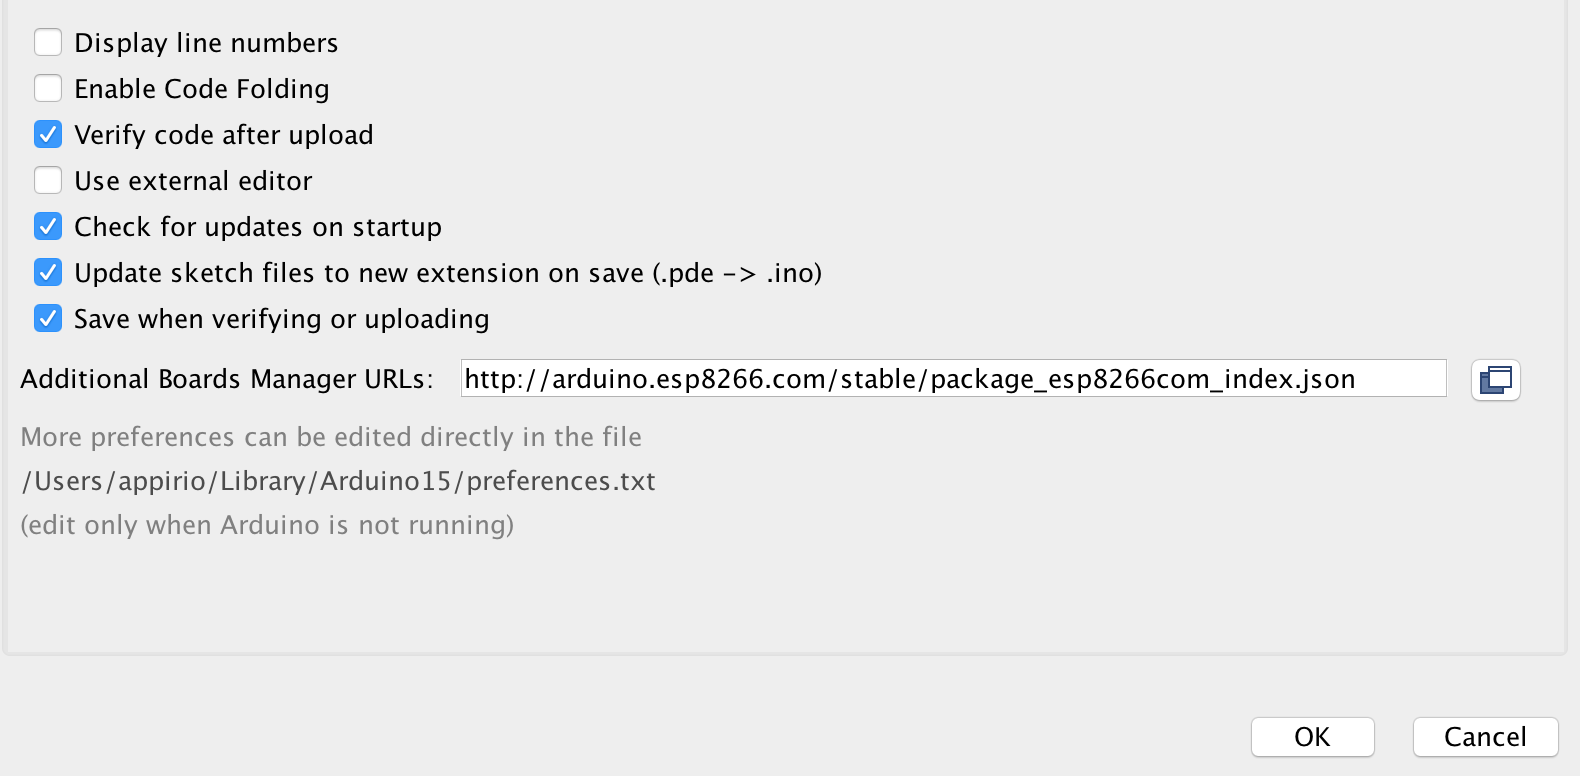 Display line numbers
Enable Code Folding
Verify code after upload
Use external editor
Check for updates on startup
Update sketch files to new extension on save (.pde -> .ino)
Save when verifying or uploading
Additional Boards Manager URLs: http://arduino.esp8266.com/stable/package_esp8266com_index.json
More preferences can be edited directly in the file
/Users/appirio/Library/Arduino15/preferences.txt
(edit only when Arduino is not running)
OK Cancel